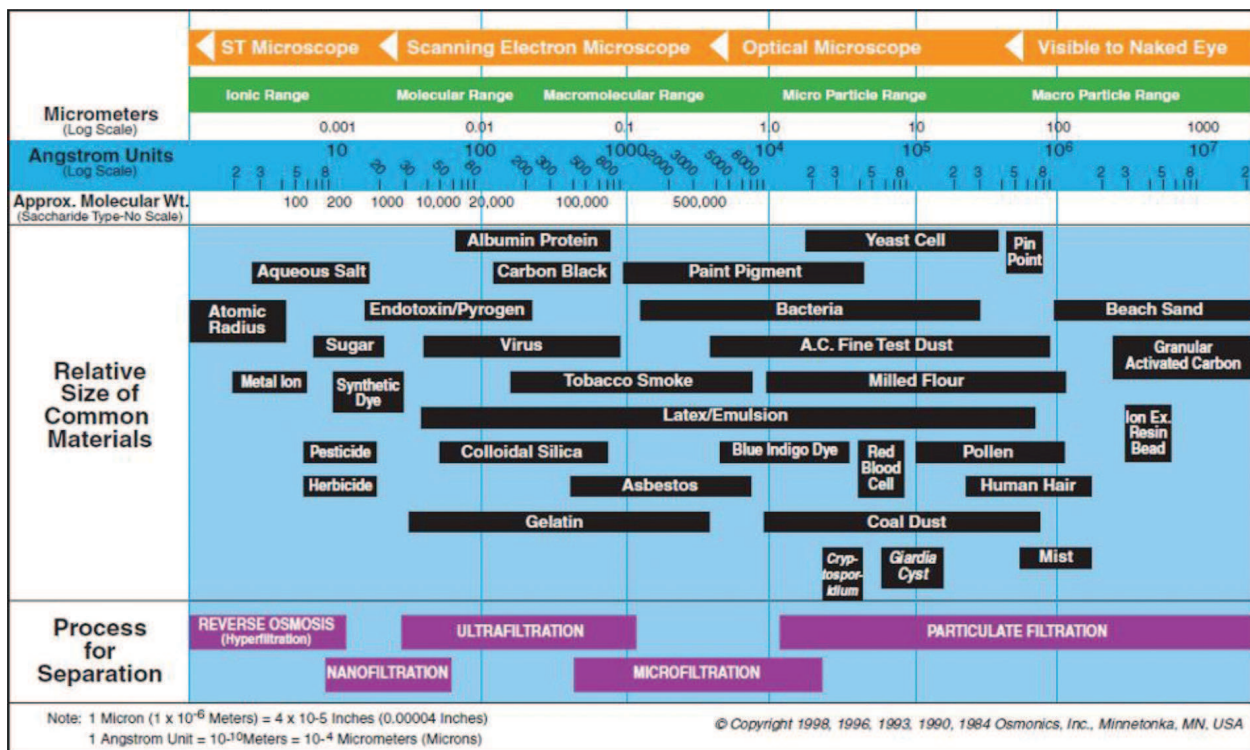 ST Microscope Scanning Electron Microscope Optical Microscope Visible to Naked Eye
Ionic Range Molecular Range Macromolecular Range Micro Particle Range Macro Particle Range
Micrometers
(Log Scale)
0.001 0.01 0.1 1.0 10 100 1000
Angstrom Units
(Log Scale)
10 100 1000 10⁴ 10⁵ 10⁶ 10⁷
2 3 5 8 20 30 50 80 200 300 500 800 2000 3000 5000 8000 2 3 5 8 2 3 5 8 2 3 5 8 2
Approx. Molecular Wt.
(Saccharide Type-No Scale)
100 200 1000 10,000 20,000 100,000 500,000
Relative
Size of
Common
Materials
Albumin Protein Yeast Cell Pin
Point
Aqueous Salt Carbon Black Paint Pigment
Atomic
Radius
Endotoxin/Pyrogen Bacteria Beach Sand
Sugar Virus A.C. Fine Test Dust Granular
Activated Carbon
Metal Ion Synthetic
Dye
Tobacco Smoke Milled Flour
Latex/Emulsion Ion Ex.
Resin
Bead
Pesticide Colloidal Silica Blue Indigo Dye Red
Blood
Cell
Pollen
Herbicide Asbestos Human Hair
Gelatin Coal Dust
Cryp-
tospor-
idium
Giardia
Cyst
Mist
Process
for
Separation
REVERSE OSMOSIS
(Hyperfiltration)
ULTRAFILTRATION PARTICULATE FILTRATION
NANOFILTRATION MICROFILTRATION
Note: 1 Micron (1 x 10⁻⁶ Meters) = 4 x 10-5 Inches (0.00004 Inches)
1 Angstrom Unit = 10⁻¹⁰Meters = 10⁻⁴ Micrometers (Microns)
© Copyright 1998, 1996, 1993, 1990, 1984 Osmonics, Inc., Minnetonka, MN, USA